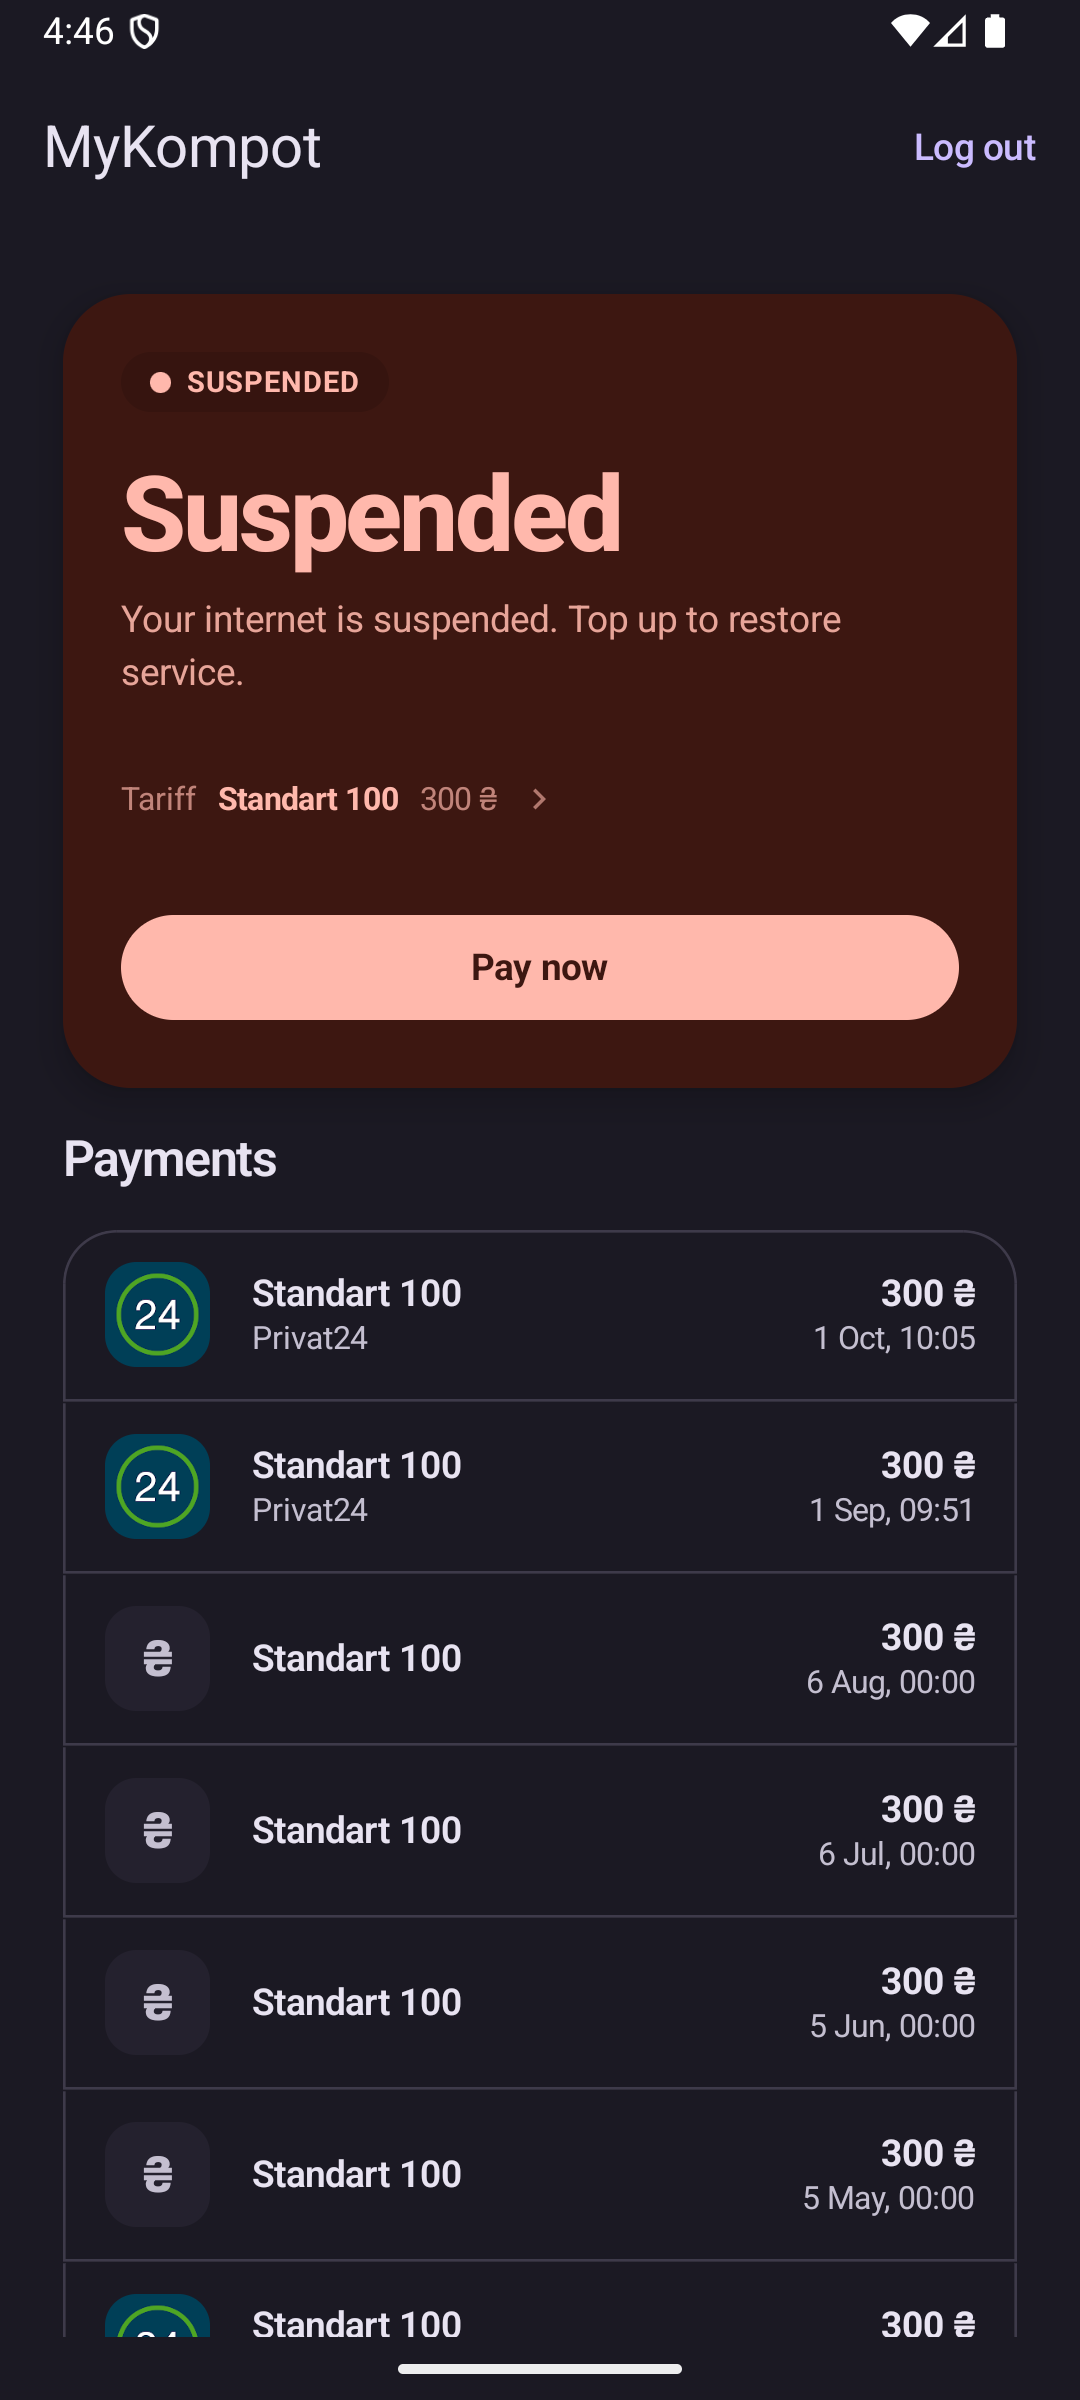 4:46
MyKompot
Log out
SUSPENDED
Suspended
Your internet is suspended. Top up to restore
service.
Tariff Standart 100 300 ₴
Pay now
Payments
24 Standart 100 300 ₴
Privat24 1 Oct, 10:05
24 Standart 100 300 ₴
Privat24 1 Sep, 09:51
₴ Standart 100 300 ₴
6 Aug, 00:00
₴ Standart 100 300 ₴
6 Jul, 00:00
₴ Standart 100 300 ₴
5 Jun, 00:00
₴ Standart 100 300 ₴
5 May, 00:00
Standart 100 300 ₴